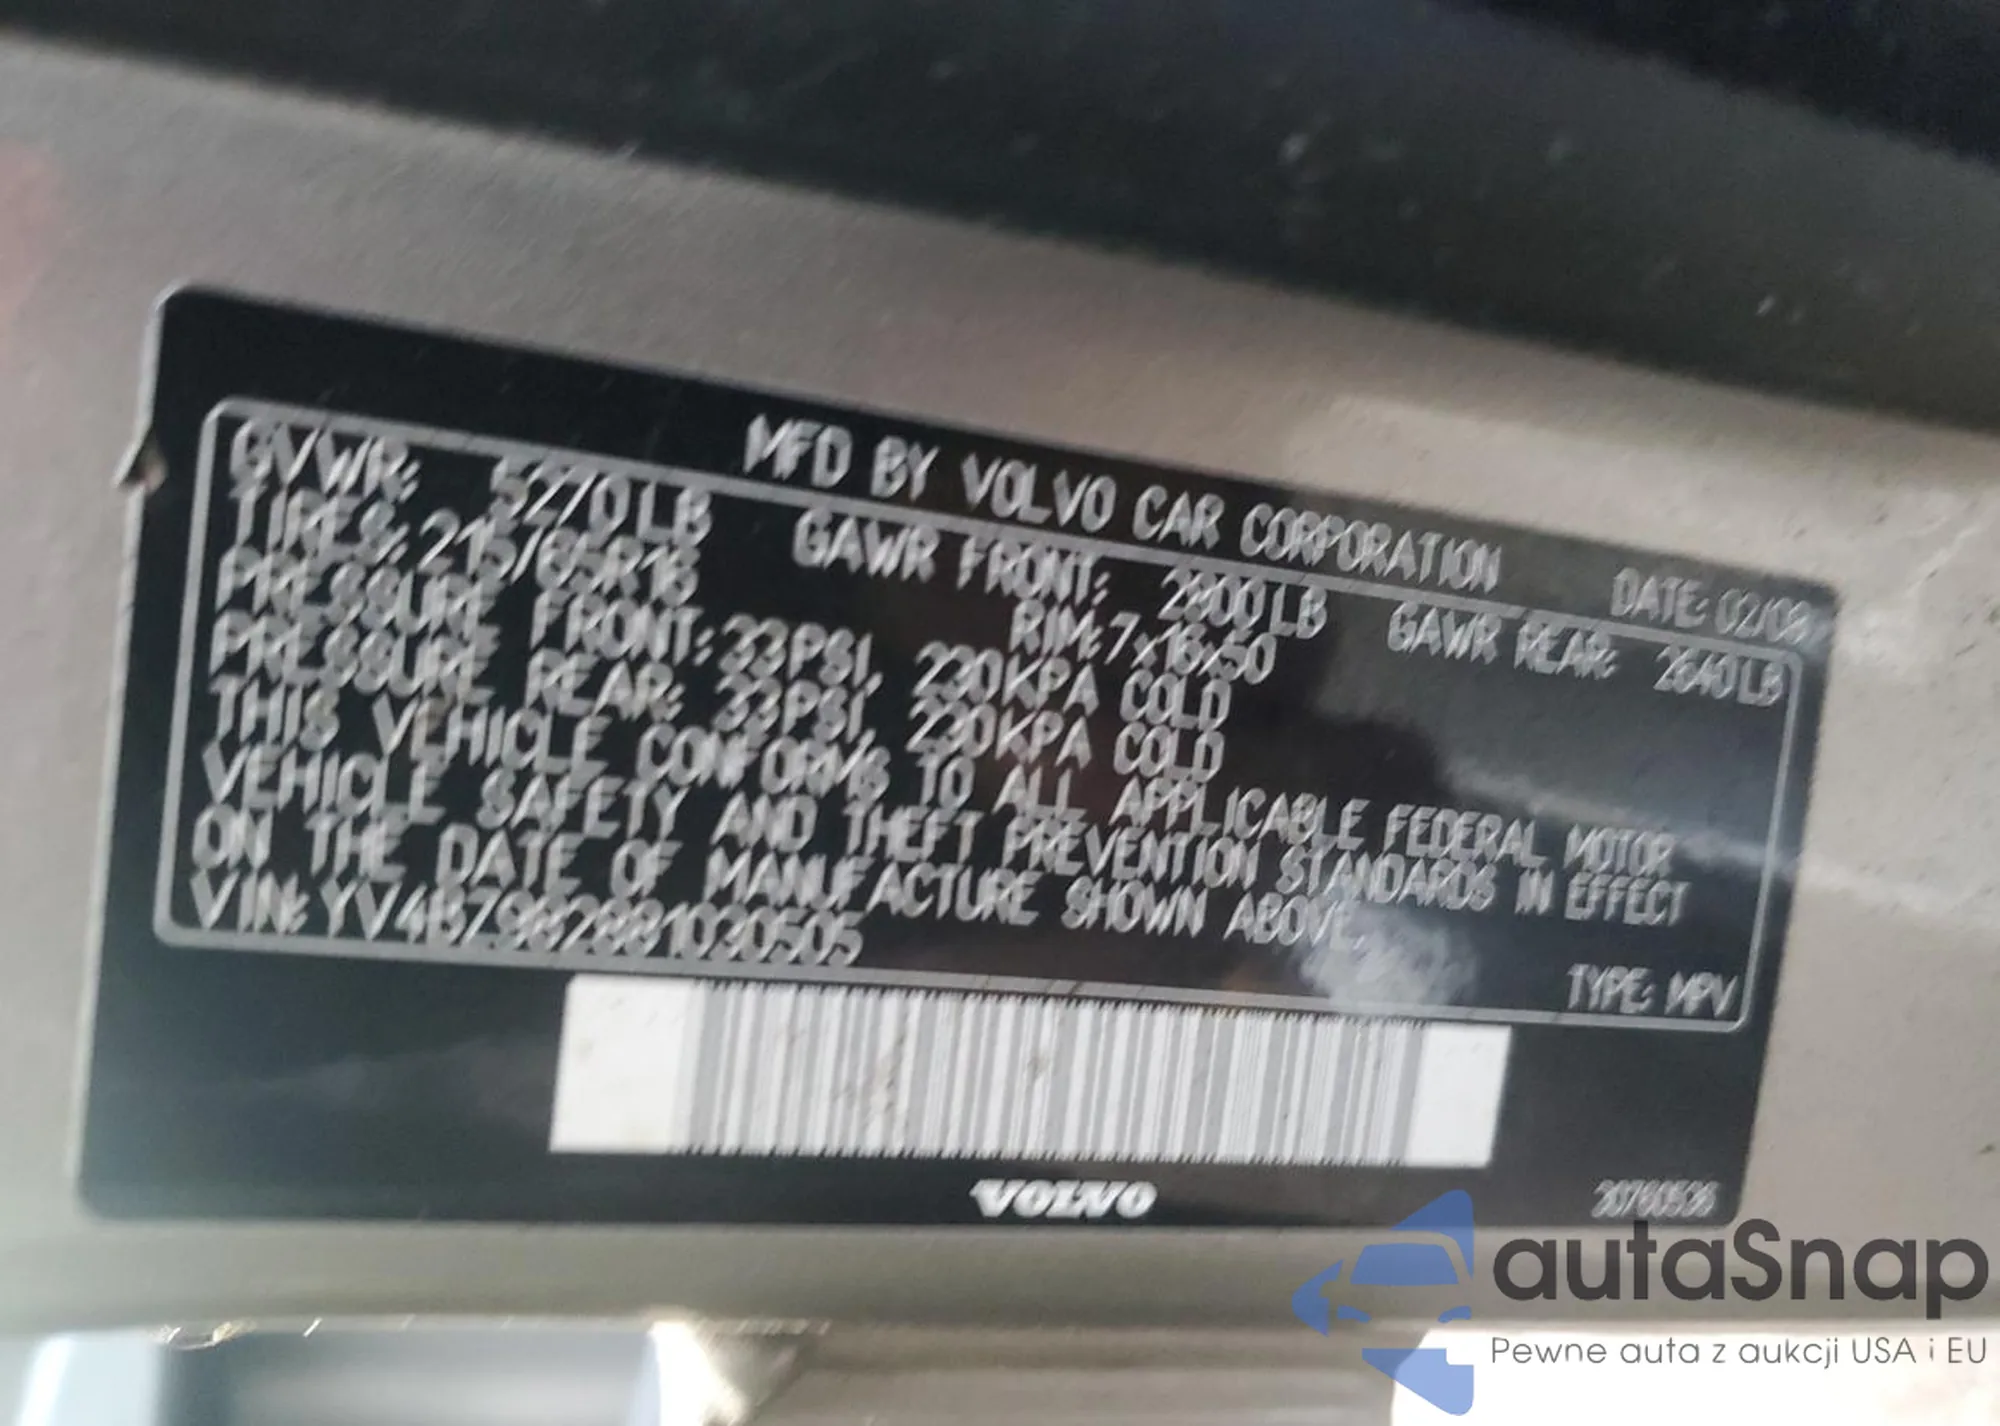 MFD BY VOLVO CAR CORPORATION DATE: 02/08
GVWR: 5270LB GAWR FRONT: 2800LB GAWR REAR: 2640LB
TIRES: 215/65R16 RIM: 7x16x50
PRESSURE FRONT: 33PSI, 230KPA COLD
PRESSURE REAR: 33PSI, 230KPA COLD
THIS VEHICLE CONFORMS TO ALL APPLICABLE FEDERAL MOTOR
VEHICLE SAFETY AND THEFT PREVENTION STANDARDS IN EFFECT
ON THE DATE OF MANUFACTURE SHOWN ABOVE.
VIN: YV4BZ982881030505 TYPE: MPV
VOLVO
30760536
autaSnap
Pewne auta z aukcji USA i EU